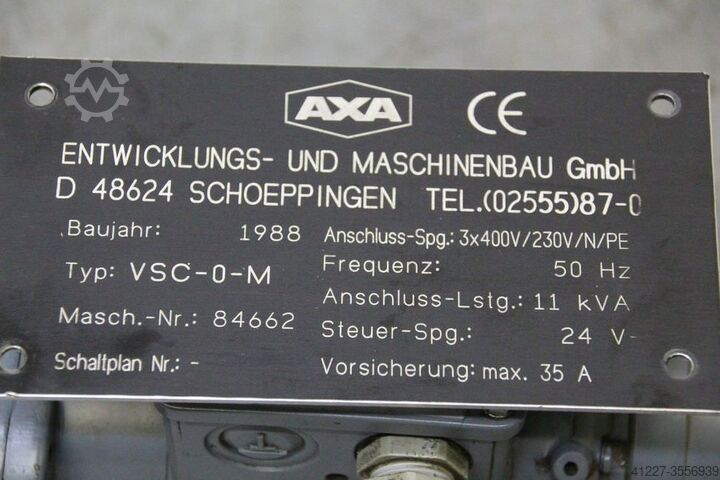 AXA CE
ENTWICKLUNGS- UND MASCHINENBAU GmbH
D 48624 SCHOEPPINGEN TEL.(02555)87-0
Baujahr: 1988
Typ: VSC-0-M
Masch.-Nr.: 84662
Schaltplan Nr.: -
Anschluss-Spg.: 3x400V/230V/N/PE
Frequenz: 50 Hz
Anschluss-Lstg.: 11 kVA
Steuer-Spg.: 24 V-
Vorsicherung: max. 35 A
41227-3556939